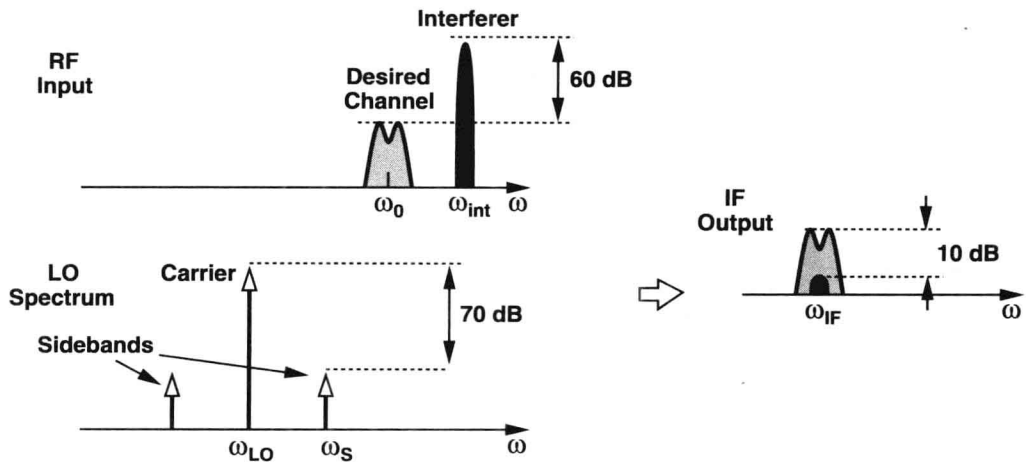 Interferer
RF
Input
Desired
Channel
60 dB
ω0
ωint
ω
IF
Output
10 dB
ωIF
ω
LO
Spectrum
Carrier
70 dB
Sidebands
ωLO
ωS
ω